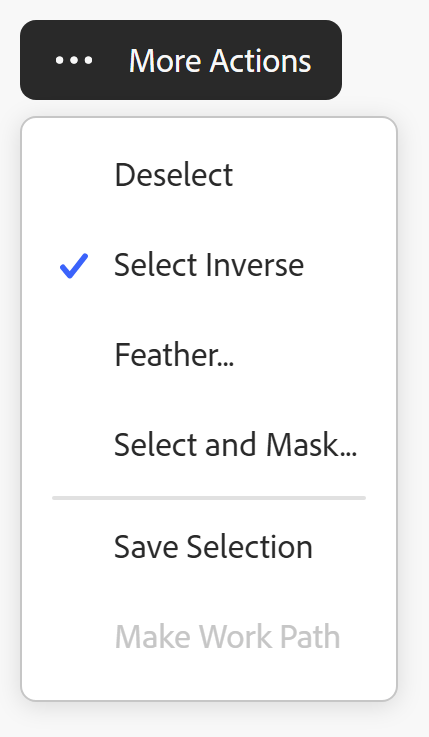 More Actions
Deselect
Select Inverse
Feather...
Select and Mask...
Save Selection
Make Work Path